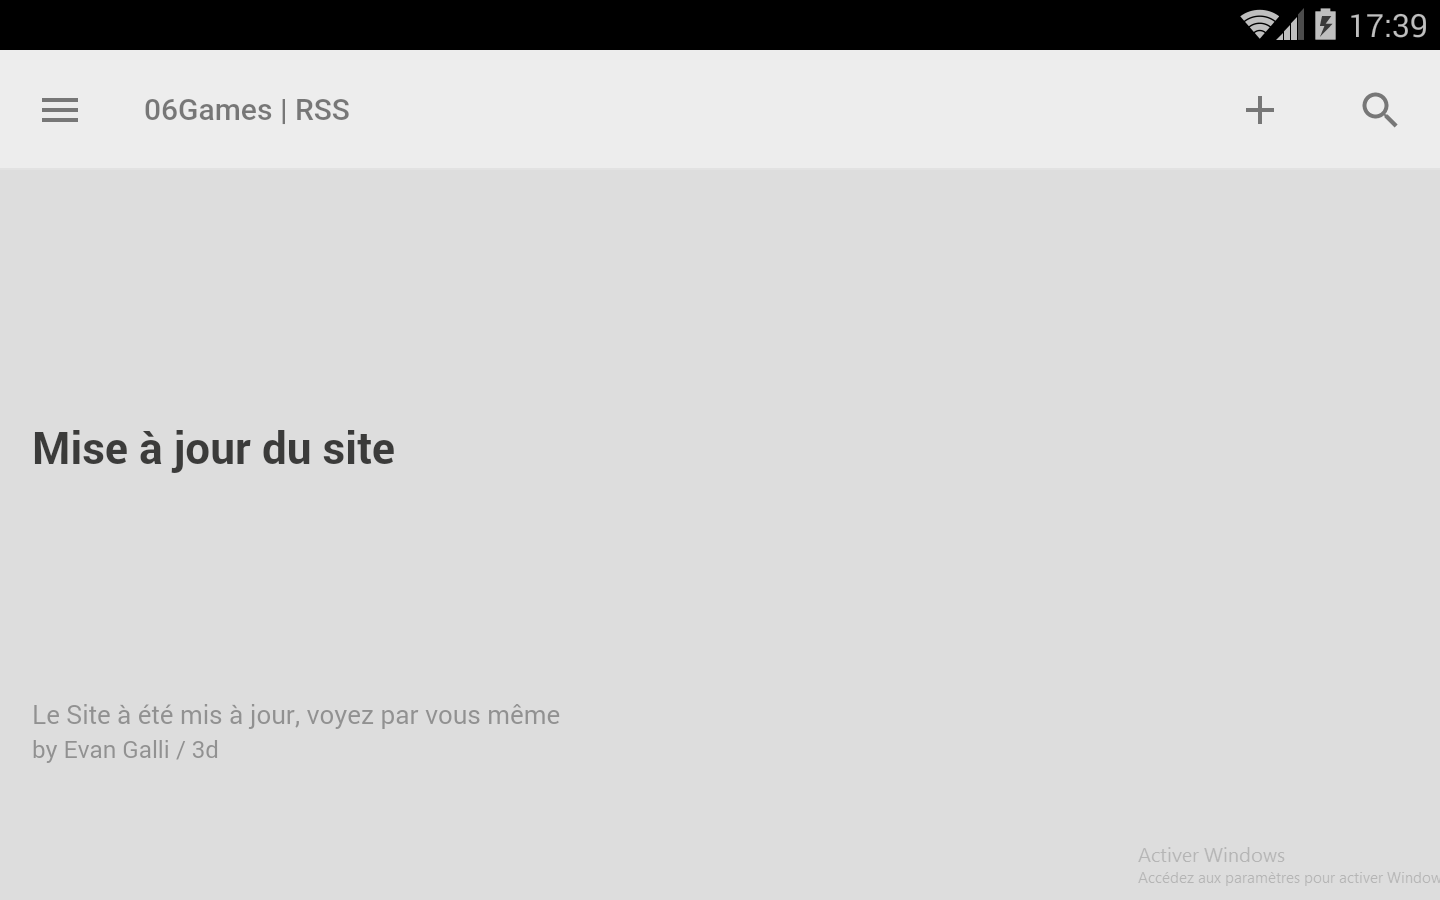 17:39
06Games | RSS
Mise à jour du site
Le Site à été mis à jour, voyez par vous même
by Evan Galli / 3d
Activer Windows
Accédez aux paramètres pour activer Window